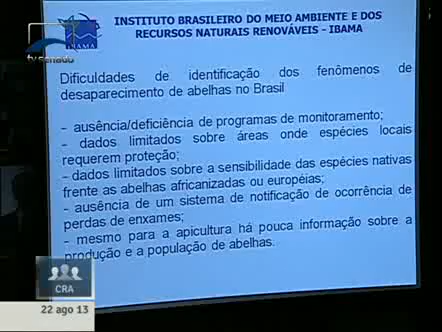 INSTITUTO BRASILEIRO DO MEIO AMBIENTE E DOS
RECURSOS NATURAIS RENOVÁVEIS - IBAMA
IBAMA
tv senado
Dificuldades de identificação dos fenômenos de
desaparecimento de abelhas no Brasil
- ausência/deficiência de programas de monitoramento;
- dados limitados sobre áreas onde espécies locais
requerem proteção;
- dados limitados sobre a sensibilidade das espécies nativas
frente as abelhas africanizadas ou européias;
- ausência de um sistema de notificação de ocorrência de
perdas de enxames;
- mesmo para a apicultura há pouca informação sobre a
produção e a população de abelhas.
CRA
22 ago 13